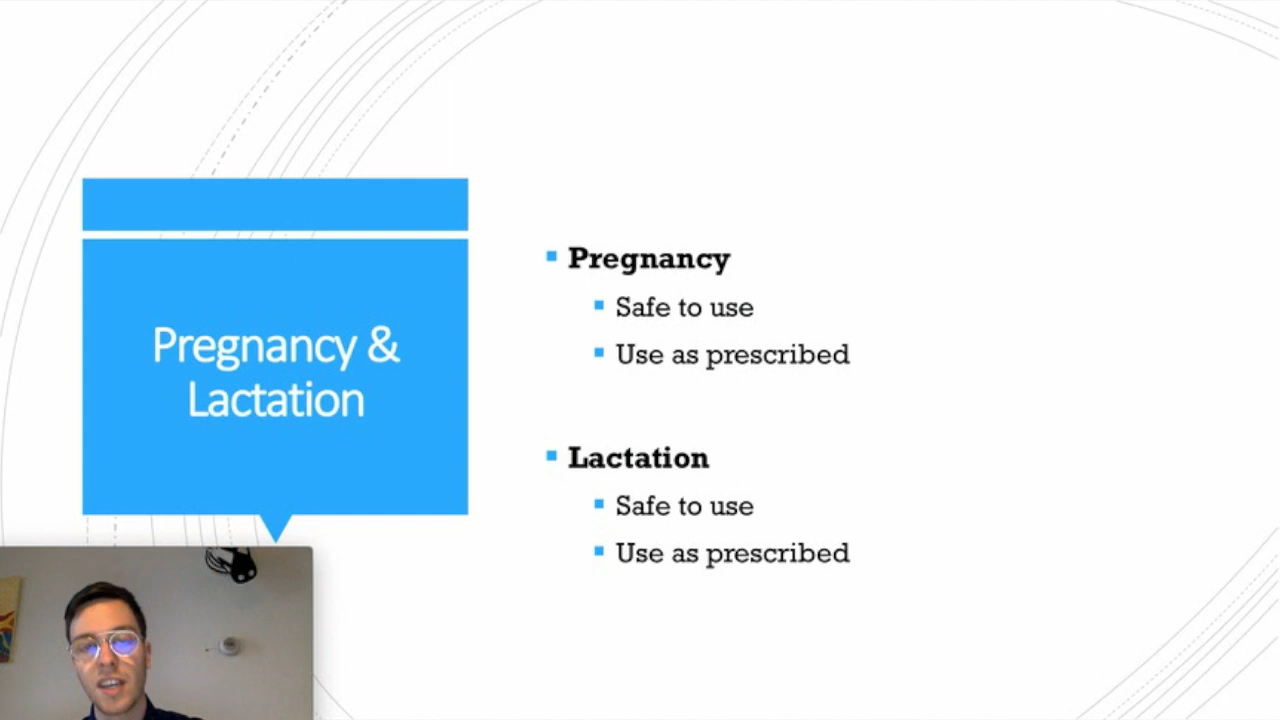 Pregnancy &
Lactation
Pregnancy
Safe to use
Use as prescribed
Lactation
Safe to use
Use as prescribed